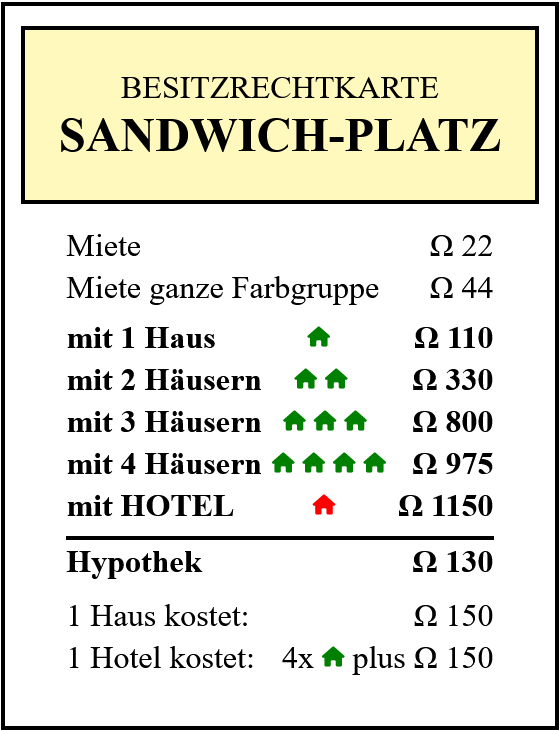 BESITZRECHTKARTE
SANDWICH-PLATZ
Miete Ω 22
Miete ganze Farbgruppe Ω 44
mit 1 Haus Ω 110
mit 2 Häusern Ω 330
mit 3 Häusern Ω 800
mit 4 Häusern Ω 975
mit HOTEL Ω 1150
Hypothek Ω 130
1 Haus kostet: Ω 150
1 Hotel kostet: 4x plus Ω 150